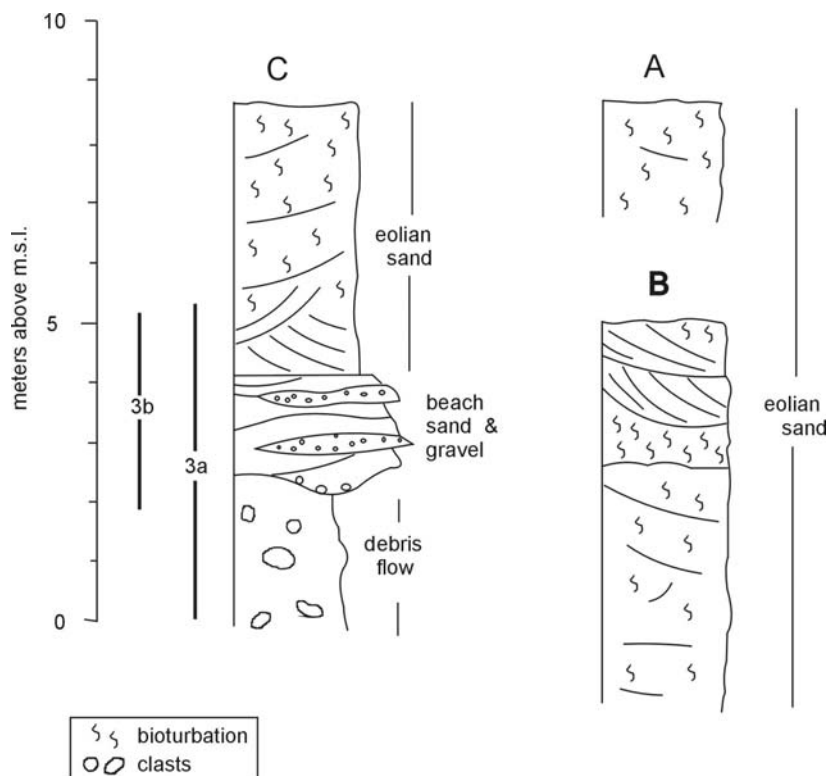 10
C
A
eolian
sand
meters above m.s.l.
B
5
3b
beach
sand &
gravel
eolian
sand
3a
debris
flow
0
bioturbation
clasts